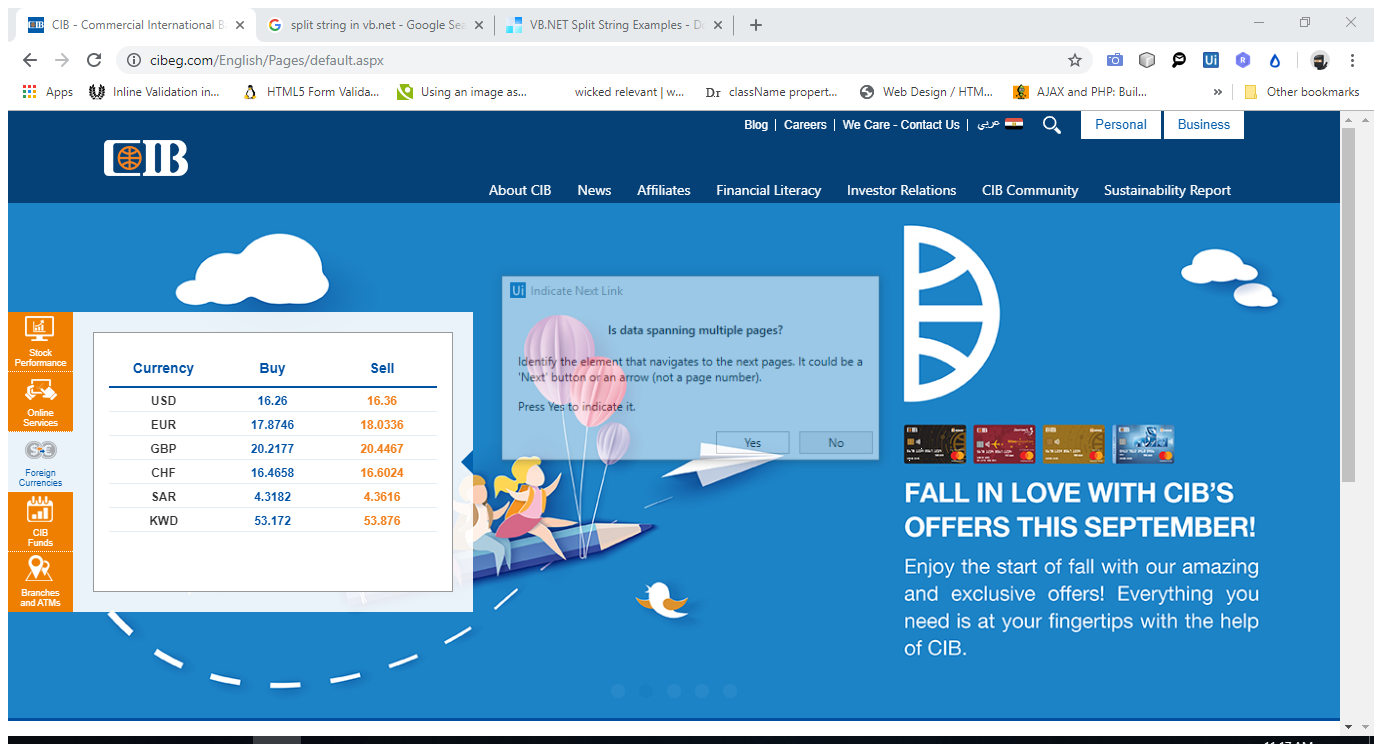 CIB - Commercial International B
split string in vb.net - Google Sea
VB.NET Split String Examples - D
cibeg.com/English/Pages/default.aspx
Apps
Inline Validation in...
HTML5 Form Valida...
Using an image as...
wicked relevant | w...
Dr className propert...
Web Design / HTM...
AJAX and PHP: Buil...
»
Other bookmarks
Blog | Careers | We Care - Contact Us | عربي
Personal
Business
CIB
About CIB News Affiliates Financial Literacy Investor Relations CIB Community Sustainability Report
Ui Indicate Next Link
Is data spanning multiple pages?
Identify the element that navigates to the next pages. It could be a
'Next' button or an arrow (not a page number).
Press Yes to indicate it.
Yes No
Stock
Performance
Online
Services
Foreign
Currencies
CIB
Funds
Branches
and ATMs
Currency Buy Sell
USD 16.26 16.36
EUR 17.8746 18.0336
GBP 20.2177 20.4467
CHF 16.4658 16.6024
SAR 4.3182 4.3616
KWD 53.172 53.876
FALL IN LOVE WITH CIB'S
OFFERS THIS SEPTEMBER!
Enjoy the start of fall with our amazing
and exclusive offers! Everything you
need is at your fingertips with the help
of CIB.